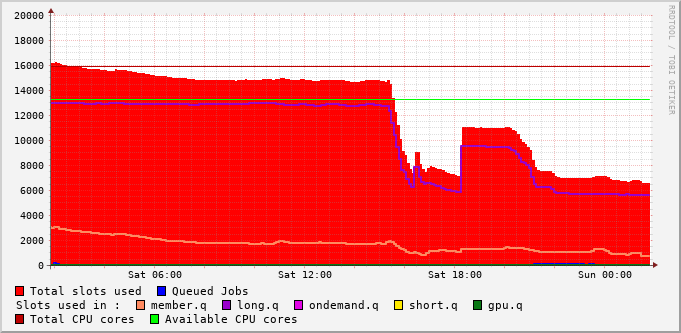 20000
18000
16000
14000
12000
10000
8000
6000
4000
2000
0
Sat 06:00 Sat 12:00 Sat 18:00 Sun 00:00
RRDTOOL / TOBI OETIKER
Total slots used Queued Jobs
Slots used in : member.q long.q ondemand.q short.q gpu.q
Total CPU cores Available CPU cores